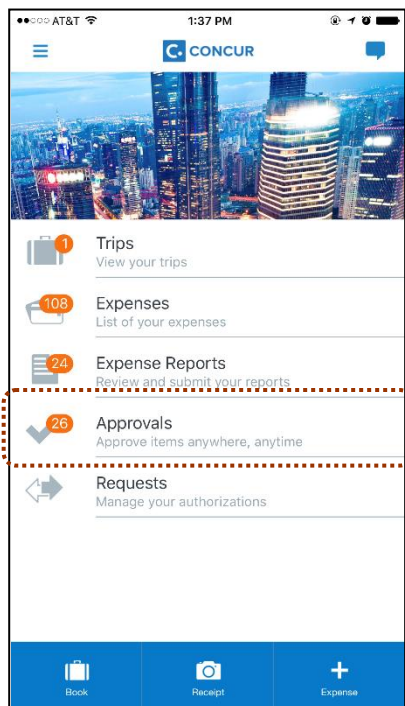 AT&T 1:37 PM
C. CONCUR
1 Trips
View your trips
108 Expenses
List of your expenses
24 Expense Reports
Review and submit your reports
26 Approvals
Approve items anywhere, anytime
Requests
Manage your authorizations
Book Receipt Expense